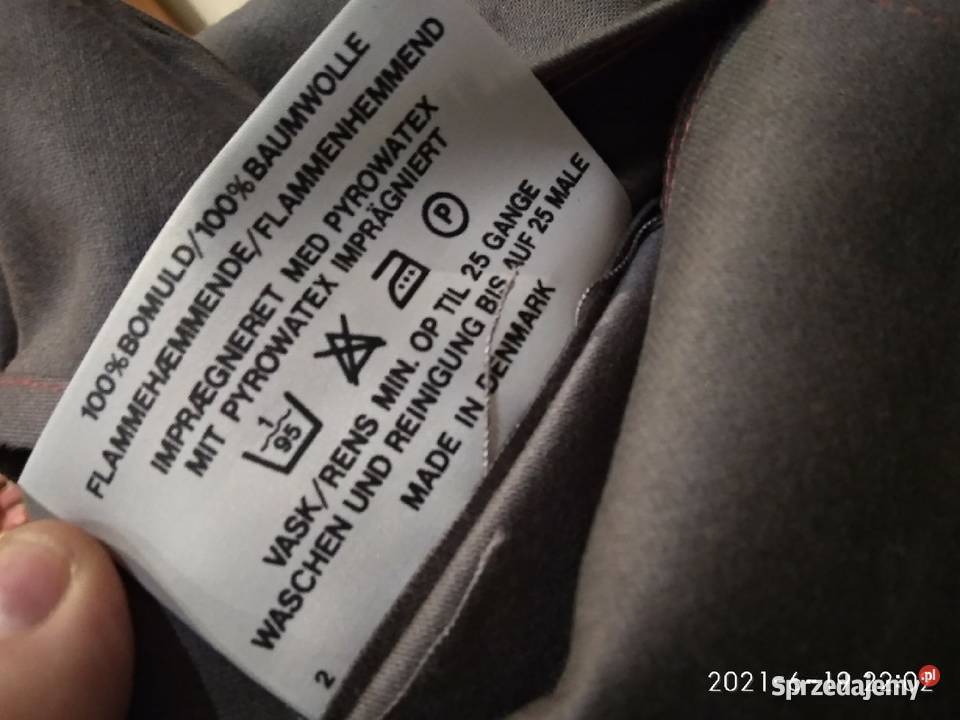 100% BOMULD/100% BAUMWOLLE
FLAMMEHÆMMENDE/FLAMMENHEMMEND
IMPRÆGNERET MED PYROWATEX
MIT PYROWATEX IMPRÄGNIERT
1
95
P
VASK/RENS MIN. OP TIL 25 GANGE
WASCHEN UND REINIGUNG BIS AUF 25 MALE
MADE IN DENMARK
2
Sprzedajemy.pl